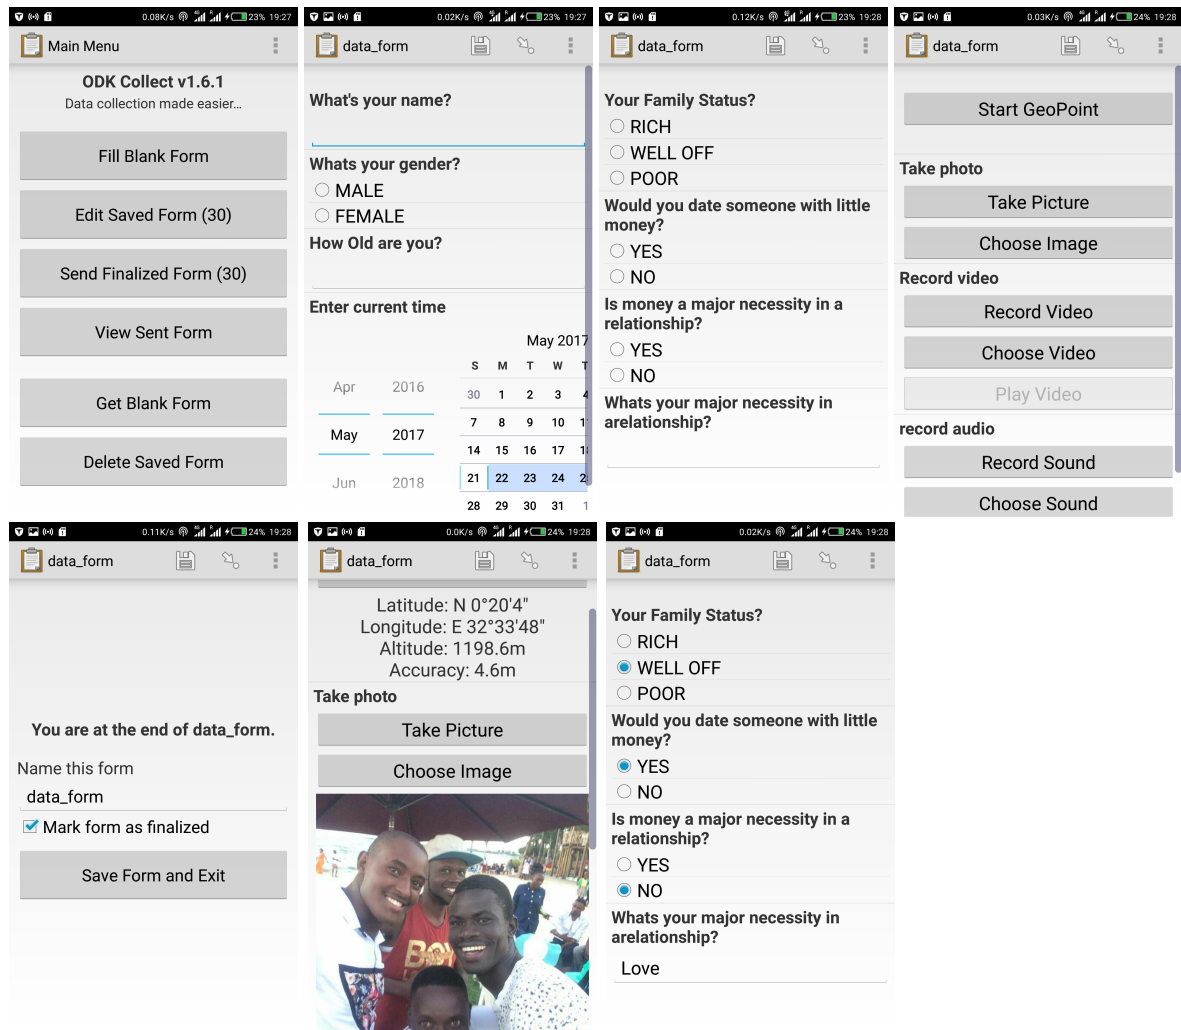 0.08K/s 4G R 23% 19:27
Main Menu
ODK Collect v1.6.1
Data collection made easier...
Fill Blank Form
Edit Saved Form (30)
Send Finalized Form (30)
View Sent Form
Get Blank Form
Delete Saved Form
0.02K/s 4G R 23% 19:27
data_form
What's your name?
Whats your gender?
MALE
FEMALE
How Old are you?
Enter current time
May 2017
S M T W T
Apr 2016
30 1 2 3 4
7 8 9 10
May 2017
14 15 16 17
21 22 23 24
Jun 2018
28 29 30 31 1
0.12K/s 4G R 23% 19:28
data_form
Your Family Status?
RICH
WELL OFF
POOR
Would you date someone with little
money?
YES
NO
Is money a major necessity in a
relationship?
YES
NO
Whats your major necessity in
arelationship?
0.03K/s 4G R 24% 19:28
data_form
Start GeoPoint
Take photo
Take Picture
Choose Image
Record video
Record Video
Choose Video
Play Video
record audio
Record Sound
Choose Sound
0.11K/s 4G R 24% 19:28
data_form
You are at the end of data_form.
Name this form
data_form
Mark form as finalized
Save Form and Exit
0.0K/s 4G R 24% 19:28
data_form
Latitude: N 0°20'4"
Longitude: E 32°33'48"
Altitude: 1198.6m
Accuracy: 4.6m
Take photo
Take Picture
Choose Image
0.02K/s 4G R 24% 19:28
data_form
Your Family Status?
RICH
WELL OFF
POOR
Would you date someone with little
money?
YES
NO
Is money a major necessity in a
relationship?
YES
NO
Whats your major necessity in
arelationship?
Love